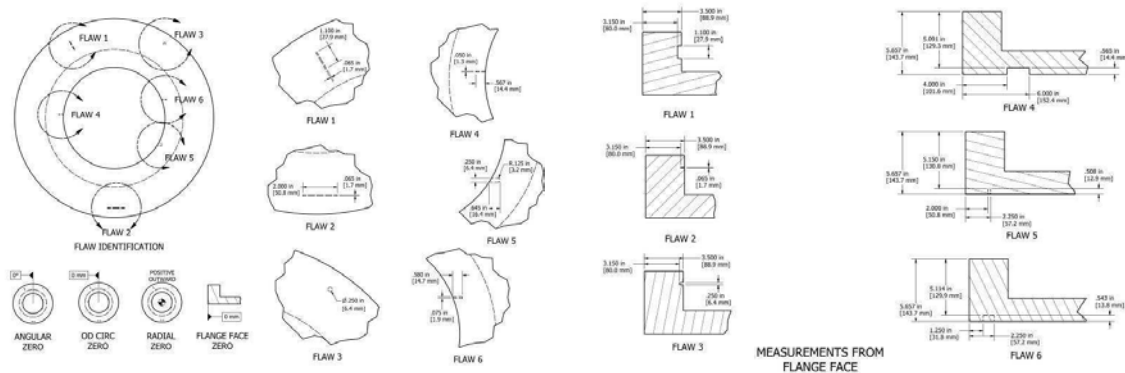 FLAW 1
FLAW 3
FLAW 6
FLAW 4
FLAW 5
FLAW 2
FLAW IDENTIFICATION
0°
0 mm
POSITIVE
OUTWARD
0 mm
ANGULAR
ZERO
OD CIRC
ZERO
RADIAL
ZERO
FLANGE FACE
ZERO
1.100 in
[27.9 mm]
.065 in
[1.7 mm]
FLAW 1
.050 in
[1.3 mm]
.567 in
[14.4 mm]
FLAW 4
2.000 in
[50.8 mm]
.065 in
[1.7 mm]
FLAW 2
.250 in
[6.4 mm]
R.125 in
[3.2 mm]
.645 in
[16.4 mm]
FLAW 5
Ø.250 in
[6.4 mm]
FLAW 3
.580 in
[14.7 mm]
.075 in
[1.9 mm]
FLAW 6
3.500 in
[88.9 mm]
3.150 in
[80.0 mm]
1.100 in
[27.9 mm]
FLAW 1
3.500 in
[88.9 mm]
3.150 in
[80.0 mm]
.065 in
[1.7 mm]
FLAW 2
3.500 in
[88.9 mm]
3.150 in
[80.0 mm]
.250 in
[6.4 mm]
FLAW 3
5.657 in
[143.7 mm]
5.091 in
[129.3 mm]
.565 in
[14.4 mm]
4.000 in
[101.6 mm]
6.000 in
[152.4 mm]
FLAW 4
5.657 in
[143.7 mm]
5.150 in
[130.8 mm]
.508 in
[12.9 mm]
2.000 in
[50.8 mm]
[57.2 mm]
FLAW 5
5.657 in
[143.7 mm]
5.114 in
[129.9 mm]
.543 in
[13.8 mm]
1.250 in
[31.8 mm]
2.250 in
[57.2 mm]
FLAW 6
MEASUREMENTS FROM
FLANGE FACE